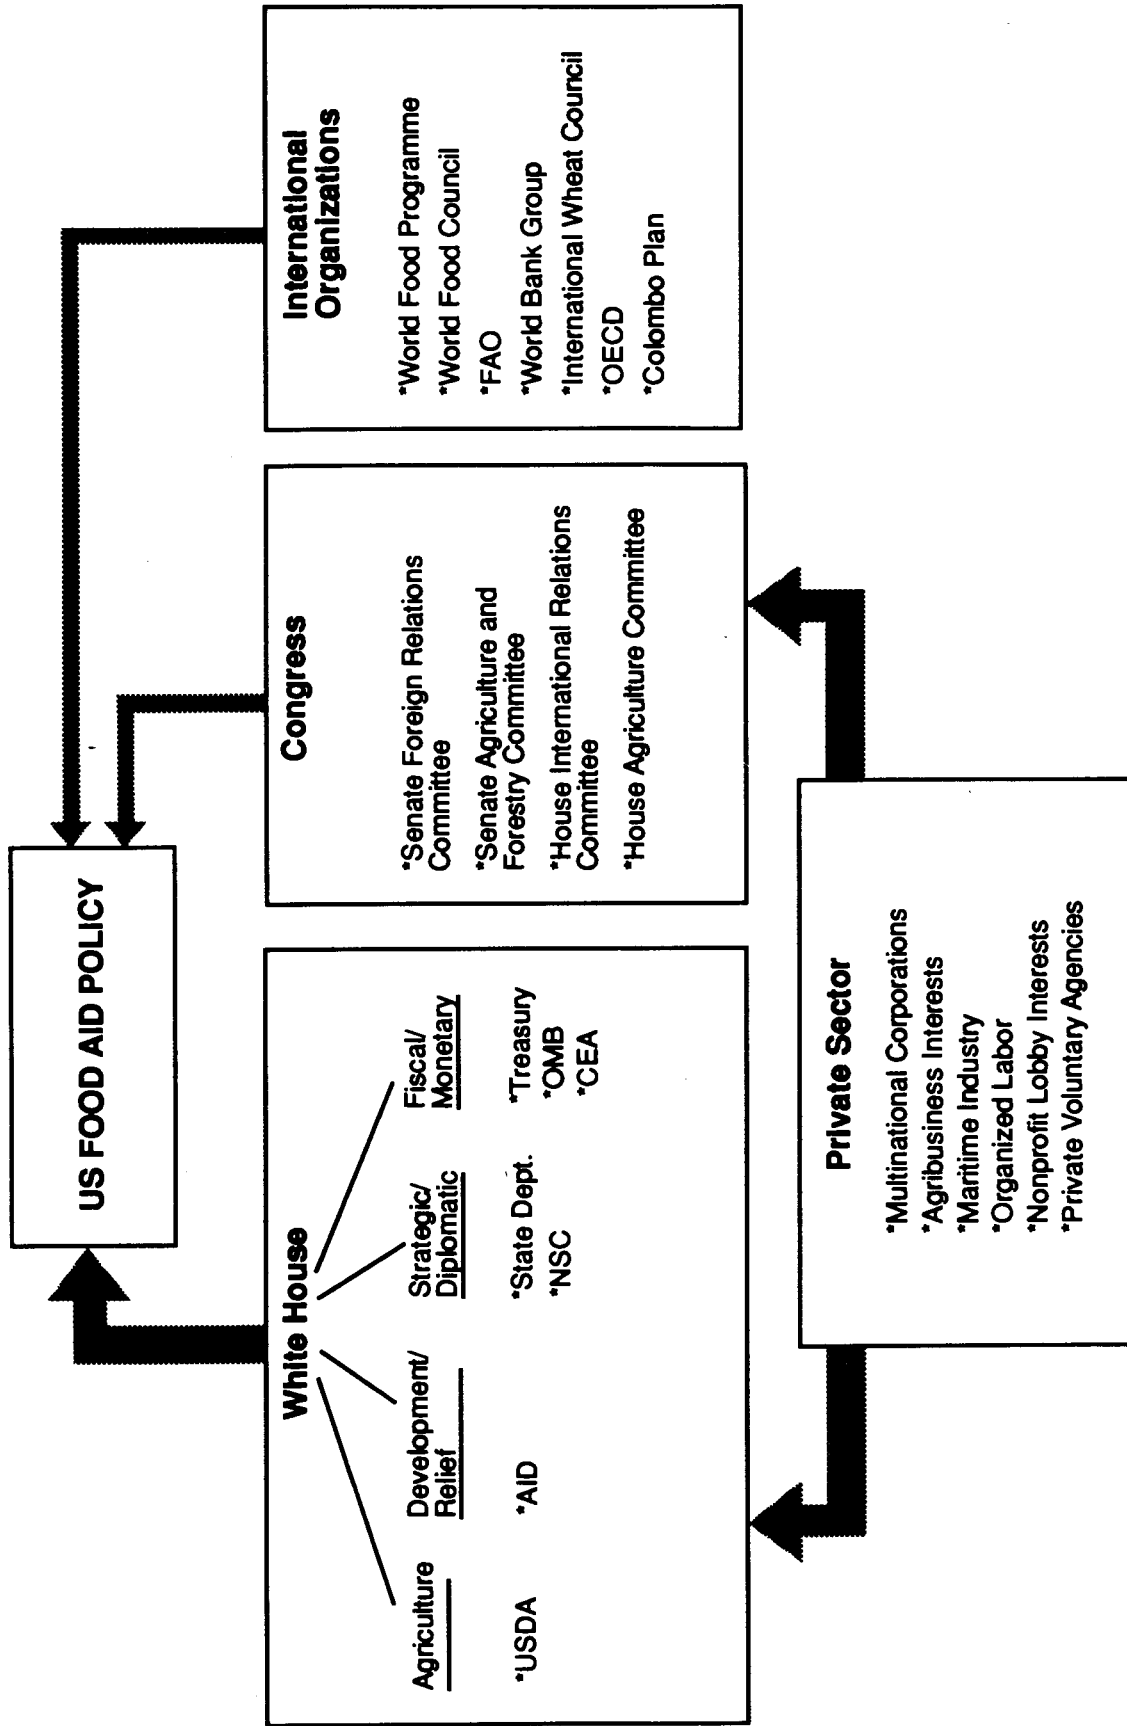 US FOOD AID POLICY
White House
Agriculture
*USDA
Development/
Relief
*AID
Strategic/
Diplomatic
*State Dept.
*NSC
Fiscal/
Monetary
*Treasury
*OMB
*CEA
Congress
*Senate Foreign Relations
Committee
*Senate Agriculture and
Forestry Committee
*House International Relations
Committee
*House Agriculture Committee
International
Organizations
*World Food Programme
*World Food Council
*FAO
*World Bank Group
*International Wheat Council
*OECD
*Colombo Plan
Private Sector
*Multinational Corporations
*Agribusiness Interests
*Maritime Industry
*Organized Labor
*Nonprofit Lobby Interests
*Private Voluntary Agencies